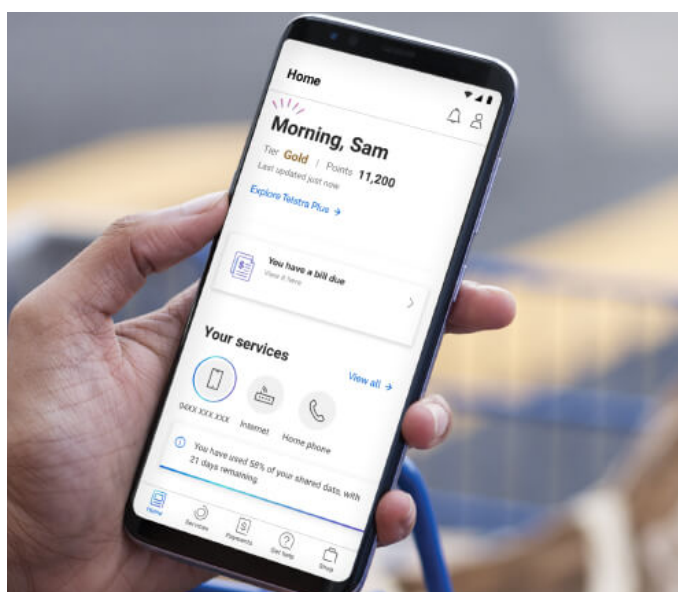 Home
Morning, Sam
Tier Gold | Points 11,200
Last updated just now
Explore Telstra Plus →
You have a bill due
View it here
Your services
View all →
04XX XXX XXX
Internet
Home phone
You have used 58% of your shared data, with
21 days remaining
Home
Services
Payments
Get help
Shop